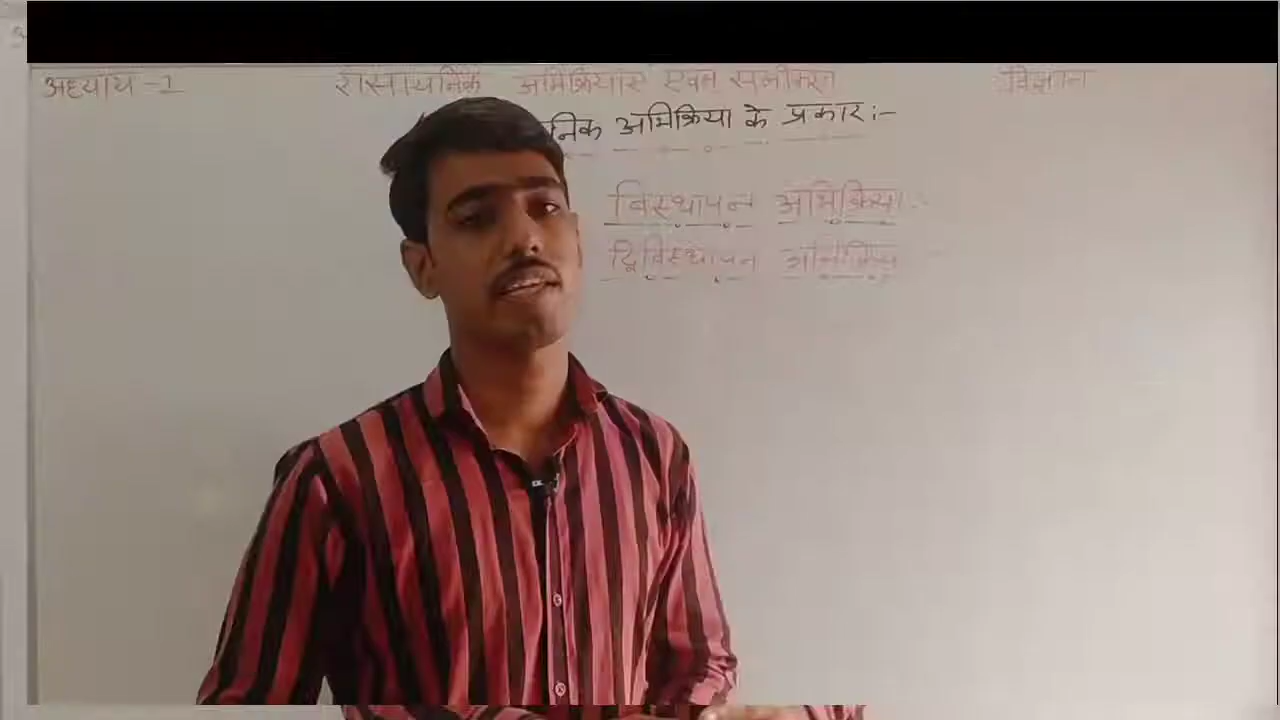 अध्याय -1 रासायनिक अभिक्रियाएं एवं समीकरण विज्ञान
निक अभिक्रिया के प्रकार:-
विस्थापन अभिक्रिया :-
द्विविस्थापन अभिक्रिया